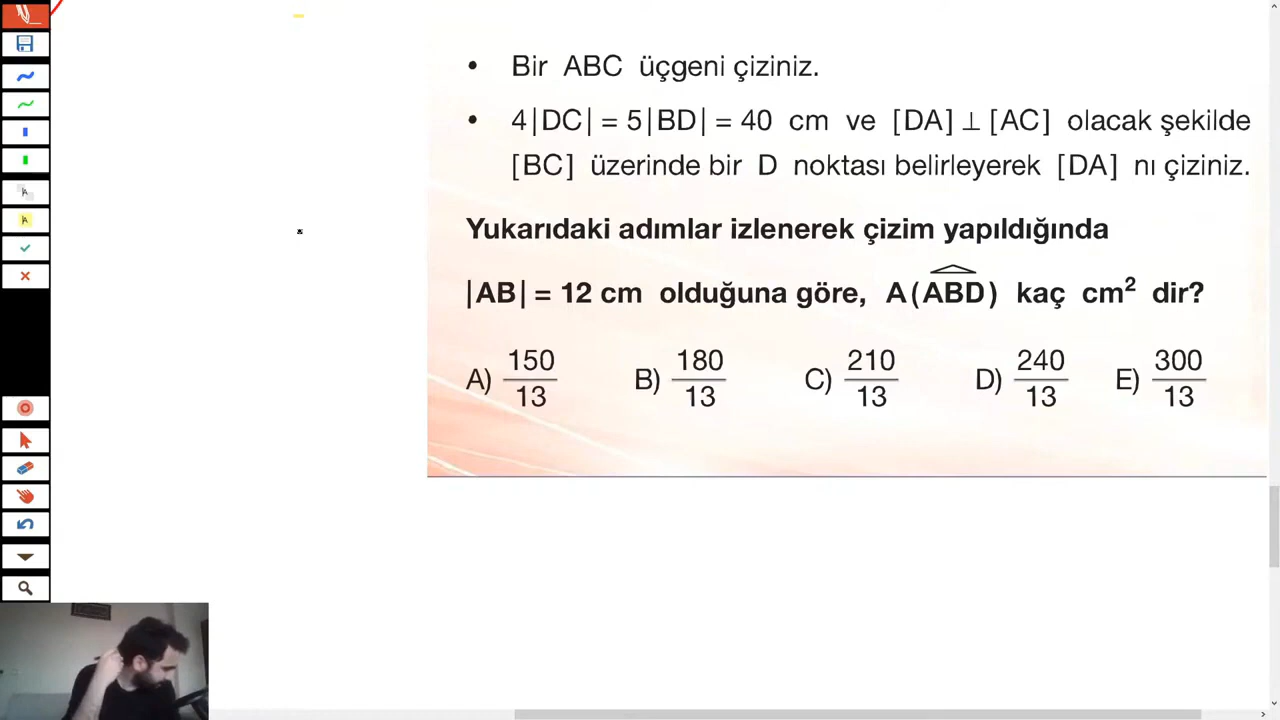 • Bir ABC üçgeni çiziniz.
• 4|DC| = 5|BD| = 40 cm ve [DA] ⊥ [AC] olacak şekilde
[BC] üzerinde bir D noktası belirleyerek [DA] nı çiziniz.
Yukarıdaki adımlar izlenerek çizim yapıldığında
|AB| = 12 cm olduğuna göre, A(ABD) kaç cm² dir?
A) 150/13 B) 180/13 C) 210/13 D) 240/13 E) 300/13